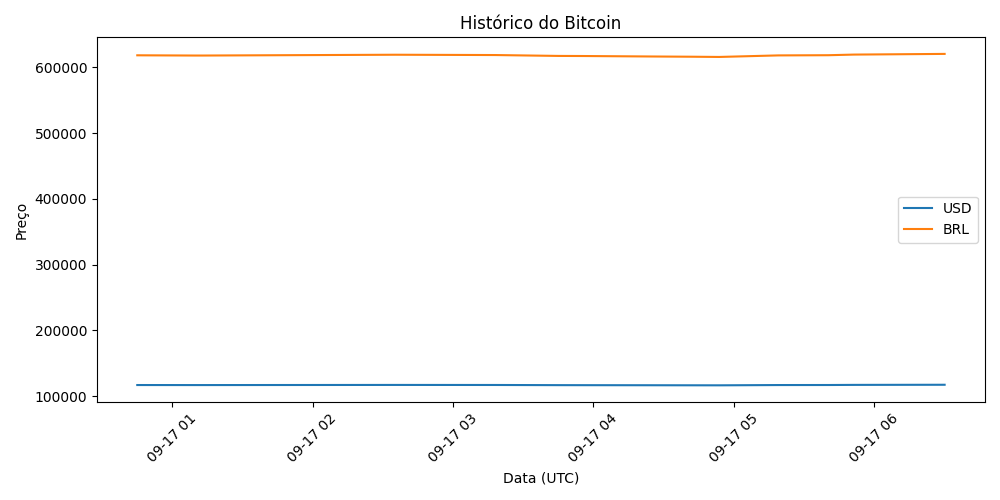 Histórico do Bitcoin
600000
500000
400000
300000
200000
100000
Preço
USD
BRL
09-17 01
09-17 02
09-17 03
09-17 04
09-17 05
09-17 06
Data (UTC)